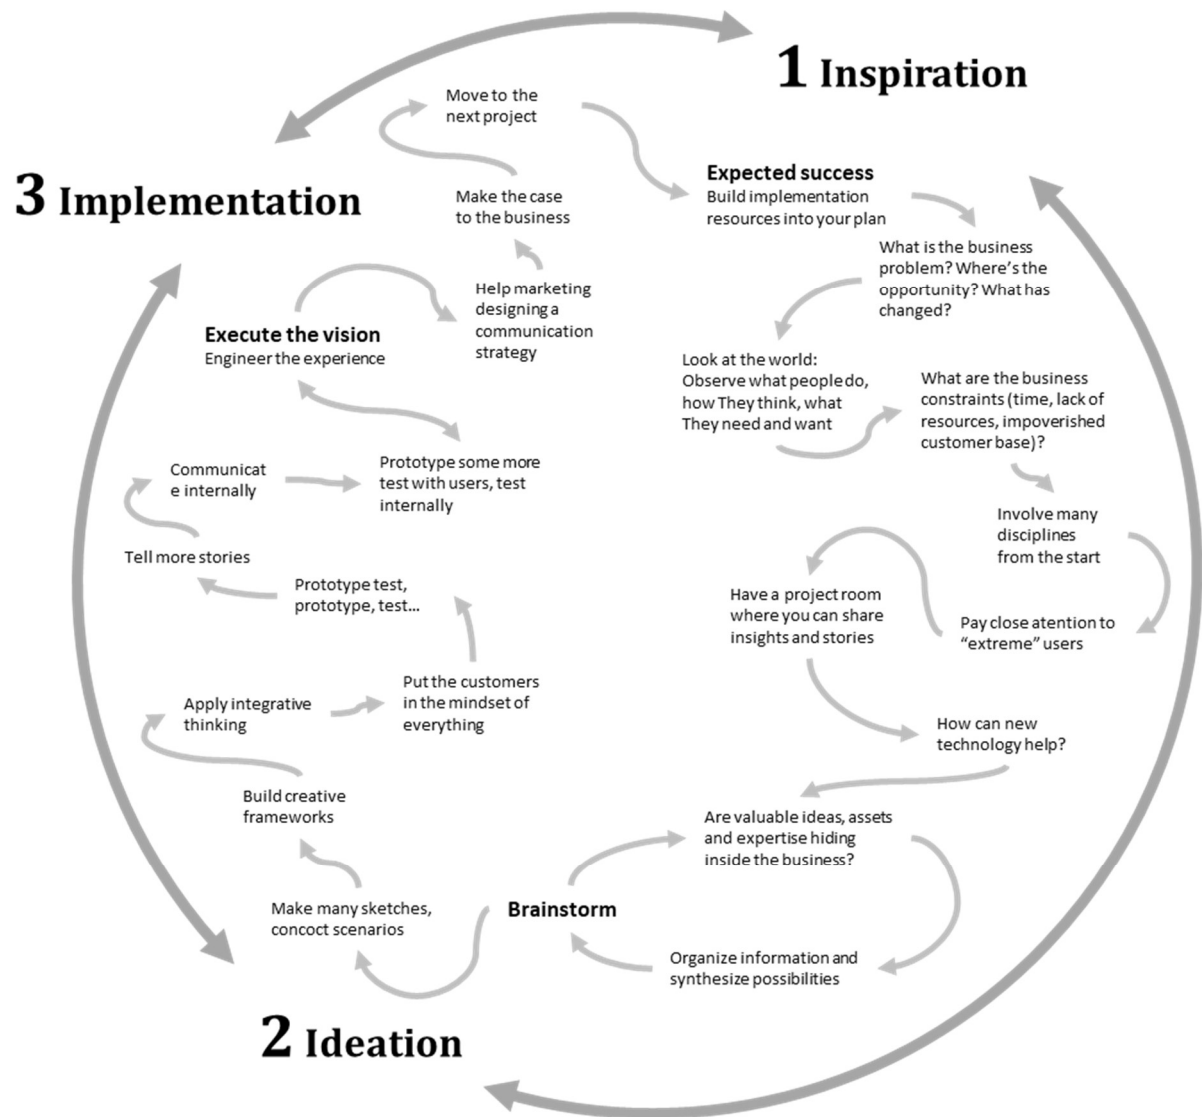 1 Inspiration
Expected success
Build implementation
resources into your plan
What is the business
problem? Where's the
opportunity? What has
changed?
Look at the world:
Observe what people do,
how They think, what
They need and want
What are the business
constraints (time, lack of
resources, impoverished
customer base)?
Involve many
disciplines
from the start
Pay close atention to
“extreme” users
Have a project room
where you can share
insights and stories
How can new
technology help?
Are valuable ideas, assets
and expertise hiding
inside the business?
Organize information and
synthesize possibilities
2 Ideation
Brainstorm
Make many sketches,
concoct scenarios
Build creative
frameworks
Apply integrative
thinking
Put the customers
in the mindset of
everything
Prototype test,
prototype, test...
Tell more stories
Communicat
e internally
Prototype some more
test with users, test
internally
3 Implementation
Execute the vision
Engineer the experience
Help marketing
designing a
communication
strategy
Make the case
to the business
Move to the
next project